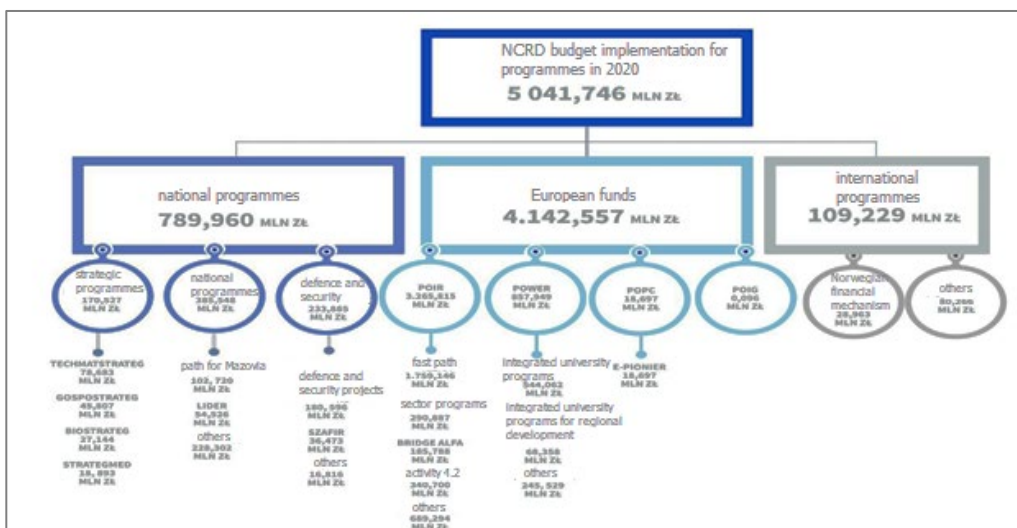 NCRD budget implementation for
programmes in 2020
5 041,746 MLN ZŁ
national programmes
789,960 MLN ZŁ
European funds
4.142,557 MLN ZŁ
international
programmes
109,229 MLN ZŁ
strategic
programmes
170,527
MLN ZŁ
national
programmes
385,548
MLN ZŁ
defence and
security
233,885
MLN ZŁ
POIR
3.265,815
MLN ZŁ
POWER
857,949
MLN ZŁ
POPC
18,697
MLN ZŁ
POIG
0,096
MLN ZŁ
Norwegian
financial
mechanism
28,963
MLN ZŁ
others
80,266
MLN ZŁ
TECHMATSTRATEG
78,683
MLN ZŁ
GOSPOSTRATEG
45,807
MLN ZŁ
BIOSTRATEG
27,144
MLN ZŁ
STRATEGMED
18,893
MLN ZŁ
path for Mazovia
102,720
MLN ZŁ
LIDER
54,526
MLN ZŁ
others
228,302
MLN ZŁ
defence and
security projects
180,596
MLN ZŁ
SZAFIR
36,473
MLN ZŁ
others
16,816
MLN ZŁ
fast path
1.759,146
MLN ZŁ
sector programs
290,887
MLN ZŁ
BRIDGE ALFA
185,788
MLN ZŁ
activity 4.2
340,700
MLN ZŁ
others
689,294
MLN ZŁ
integrated university
programs
544,062
MLN ZŁ
integrated university
programs for regional
development
68,358
MLN ZŁ
others
245,529
MLN ZŁ
E-PIONIER
18,697
MLN ZŁ